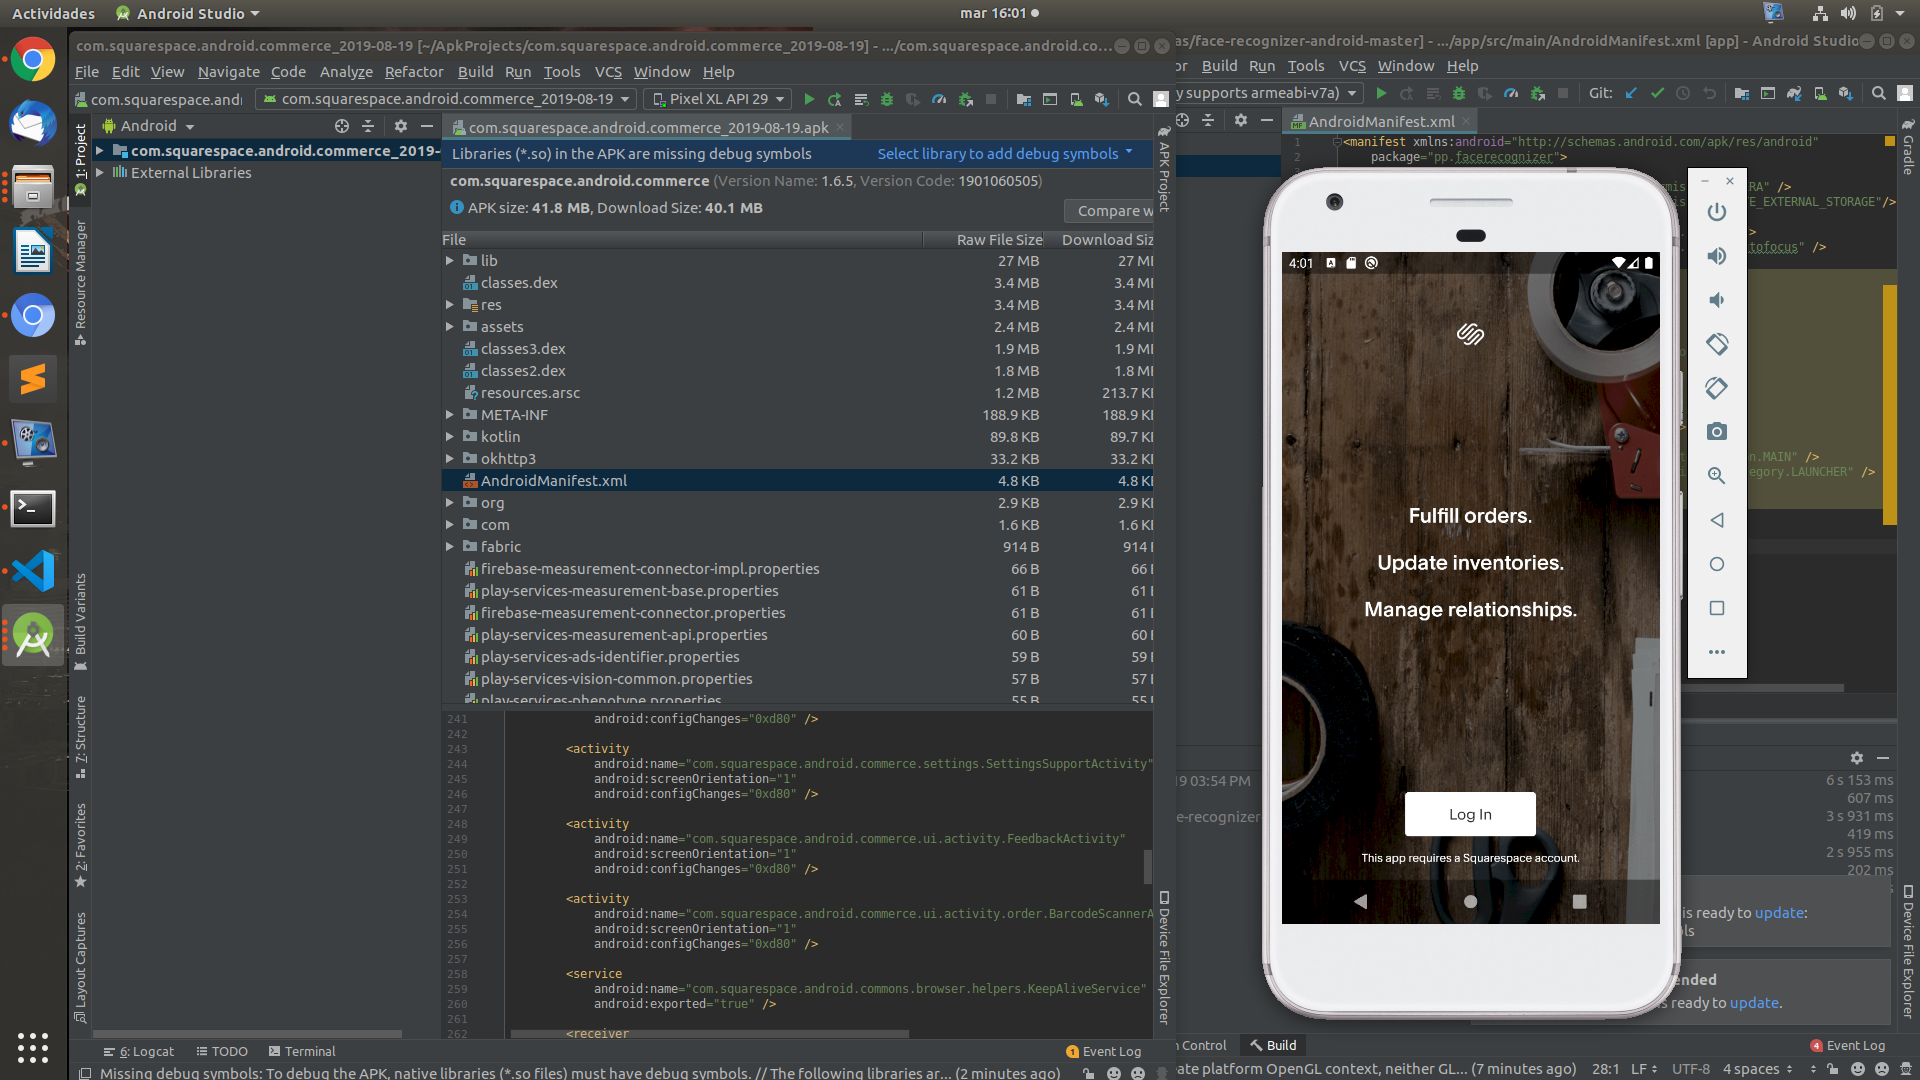 Actividades
Android Studio
mar 16:01
com.squarespace.android.commerce_2019-08-19 [~/ApkProjects/com.squarespace.android.commerce_2019-08-19] - .../com.squarespace.android.co...
File Edit View Navigate Code Analyze Refactor Build Run Tools VCS Window Help
com.squarespace.andr
com.squarespace.android.commerce_2019-08-19
Pixel XL API 29
1: Project
Resource Manager
Build Variants
7: Structure
2: Favorites
Layout Captures
Android
com.squarespace.android.commerce_2019-
External Libraries
com.squarespace.android.commerce_2019-08-19.apk
Libraries (*.so) in the APK are missing debug symbols
Select library to add debug symbols
com.squarespace.android.commerce (Version Name: 1.6.5, Version Code: 1901060505)
APK size: 41.8 MB, Download Size: 40.1 MB
Compare w
File Raw File Size Download Siz
lib 27 MB 27 MB
classes.dex 3.4 MB 3.4 M
res 3.4 MB 3.4 M
assets 2.4 MB 2.4 M
classes3.dex 1.9 MB 1.9 M
classes2.dex 1.8 MB 1.8 M
resources.arsc 1.2 MB 213.7 K
META-INF 188.9 KB 188.9 K
kotlin 89.8 KB 89.7 K
okhttp3 33.2 KB 33.2 K
AndroidManifest.xml 4.8 KB 4.8 K
org 2.9 KB 2.9 K
com 1.6 KB 1.6 K
fabric 914 B 914
firebase-measurement-connector-impl.properties 66 B 66
play-services-measurement-base.properties 61 B 61
firebase-measurement-connector.properties 61 B 61
play-services-measurement-api.properties 60 B 60
play-services-ads-identifier.properties 59 B 59
play-services-vision-common.properties 57 B 57
play-services-phenotype.properties 55 B 55
241 android:configChanges="0xd80" />
242
243 <activity
244 android:name="com.squarespace.android.commerce.settings.SettingsSupportActivity"
245 android:screenOrientation="1"
246 android:configChanges="0xd80" />
247
248 <activity
249 android:name="com.squarespace.android.commerce.ui.activity.FeedbackActivity"
250 android:screenOrientation="1"
251 android:configChanges="0xd80" />
252
253 <activity
254 android:name="com.squarespace.android.commerce.ui.activity.order.BarcodeScannerA
255 android:screenOrientation="1"
256 android:configChanges="0xd80" />
257
258 <service
259 android:name="com.squarespace.android.commons.browser.helpers.KeepAliveService"
260 android:exported="true" />
261
262 <receiver
APK Project
Device File Explorer
6: Logcat
TODO
Terminal
1 Event Log
Missing debug symbols: To debug the APK, native libraries (*.so files) must have debug symbols. // The following libraries ar... (2 minutes ago)
as/face-recognizer-android-master] - .../app/src/main/AndroidManifest.xml [app] - Android Studio
or Build Run Tools VCS Window Help
y supports armeabi-v7a)
Git:
AndroidManifest.xml
1 <manifest xmlns:android="http://schemas.android.com/apk/res/android"
2 package="pp.facerecognizer">
RA" />
TE_EXTERNAL_STORAGE"/>
>
tofocus" />
n.MAIN" />
egory.LAUNCHER" />
Gradle
4:01
Fulfill orders.
Update inventories.
Manage relationships.
Log In
This app requires a Squarespace account.
19 03:54 PM
e-recognizer
6 s 153 ms
607 ms
3 s 931 ms
419 ms
2 s 955 ms
202 ms
is ready to update:
ls
ended
s ready to update.
Device File Explorer
n Control
Build
4 Event Log
ate platform OpenGL context, neither GL... (7 minutes ago)
28:1 LF UTF-8 4 spaces